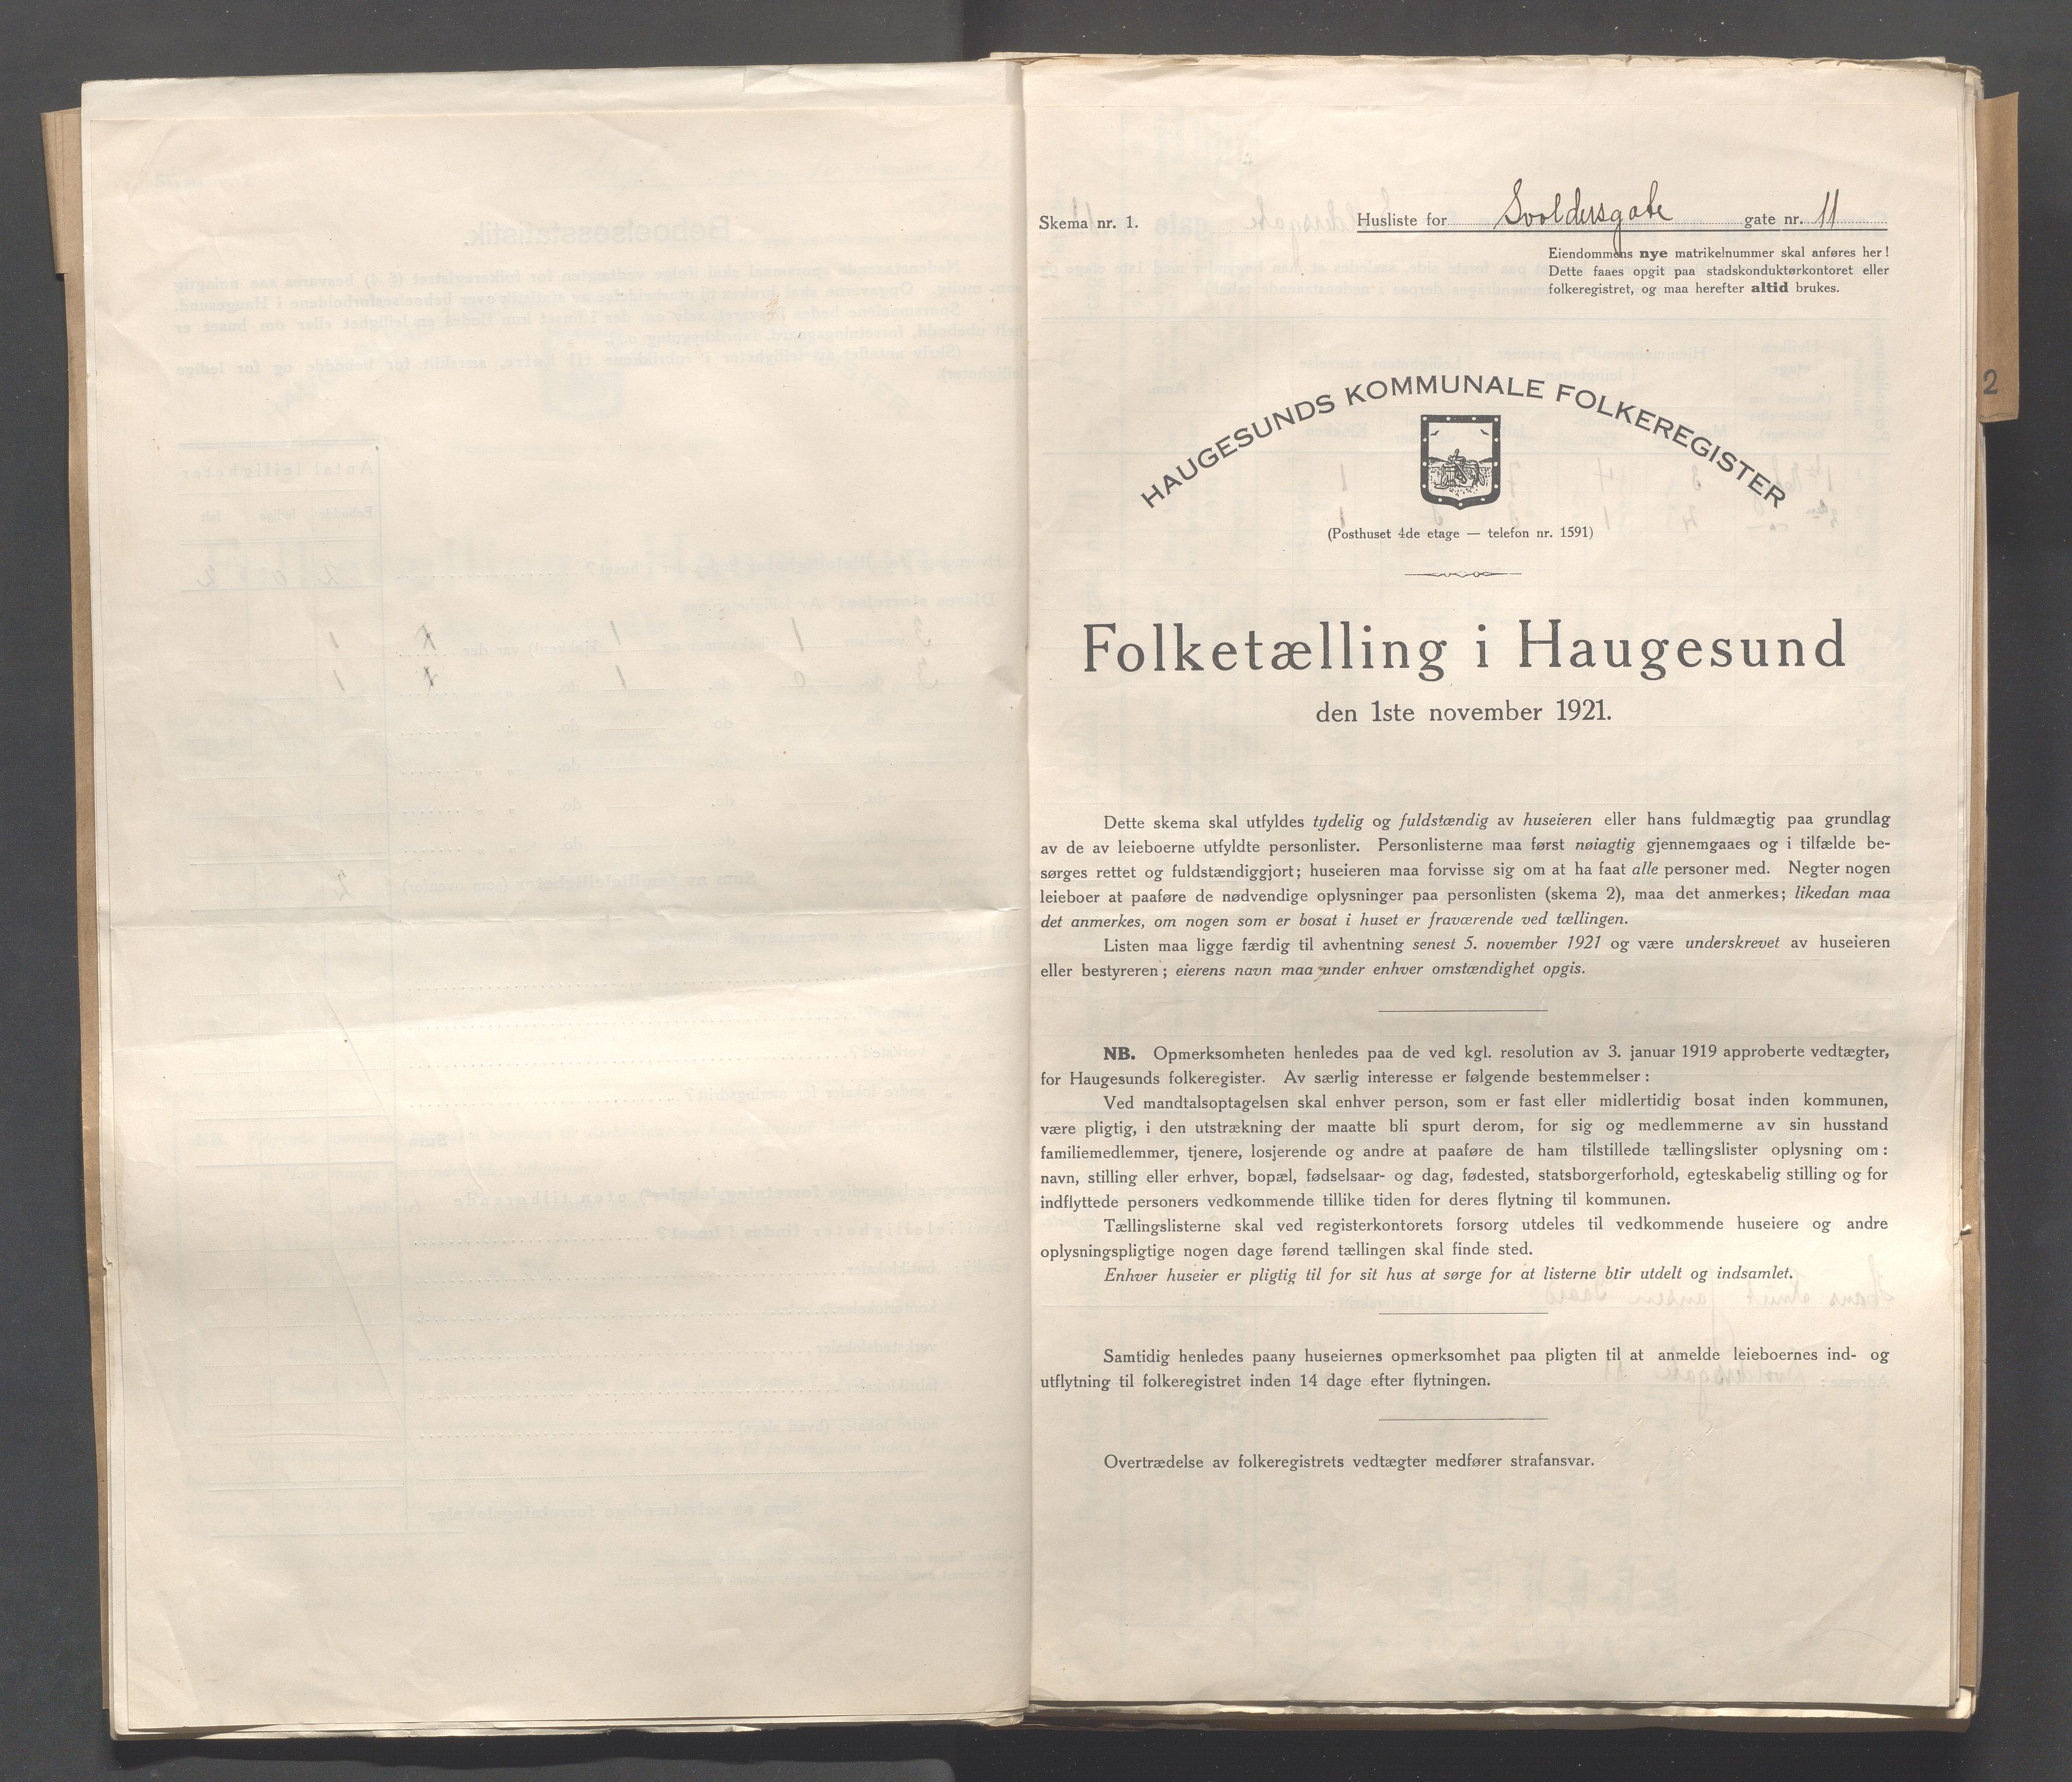 Skema nr. 1.
Husliste for Svoldersgate gate nr. 11
Eiendommens nye matrikelnummer skal anføres her!
Dette faaes opgit paa stadskonduktørkontoret eller
folkeregistret, og maa herefter altid brukes.
2
HAUGESUNDS KOMMUNALE FOLKEREGISTER
(Posthuset 4de etage — telefon nr. 1591)
Folketælling i Haugesund
den 1ste november 1921.
Dette skema skal utfyldes tydelig og fuldstændig av huseieren eller hans fuldmægtig paa grundlag
av de av leieboerne utfyldte personlister. Personlisterne maa først nøiagtig gjennemgaaes og i tilfælde be-
sørges rettet og fuldstændiggjort; huseieren maa forvisse sig om at ha faat alle personer med. Negter nogen
leieboer at paaføre de nødvendige oplysninger paa personlisten (skema 2), maa det anmerkes; likedan maa
det anmerkes, om nogen som er bosat i huset er fraværende ved tællingen.
Listen maa ligge færdig til avhentning senest 5. november 1921 og være underskrevet av huseieren
eller bestyreren; eierens navn maa under enhver omstændighet opgis.
NB. Opmerksomheten henledes paa de ved kgl. resolution av 3. januar 1919 approberte vedtægter,
for Haugesunds folkeregister. Av særlig interesse er følgende bestemmelser:
Ved mandtalsoptagelsen skal enhver person, som er fast eller midlertidig bosat inden kommunen,
være pligtig, i den utstrækning der maatte bli spurt derom, for sig og medlemmerne av sin husstand
familiemedlemmer, tjenere, losjerende og andre at paaføre de ham tilstillede tællingslister oplysning om:
navn, stilling eller erhver, bopæl, fødselsaar- og dag, fødested, statsborgerforhold, egteskabelig stilling og for
indflyttede personers vedkommende tillike tiden for deres flytning til kommunen.
Tællingslisterne skal ved registerkontorets forsorg utdeles til vedkommende huseiere og andre
oplysningspligtige nogen dage førend tællingen skal finde sted.
Enhver huseier er pligtig til for sit hus at sørge for at listerne blir utdelt og indsamlet.
Samtidig henledes paany huseiernes opmerksomhet paa pligten til at anmelde leieboernes ind- og
utflytning til folkeregistret inden 14 dage efter flytningen.
Overtrædelse av folkeregistrets vedtægter medfører strafansvar.